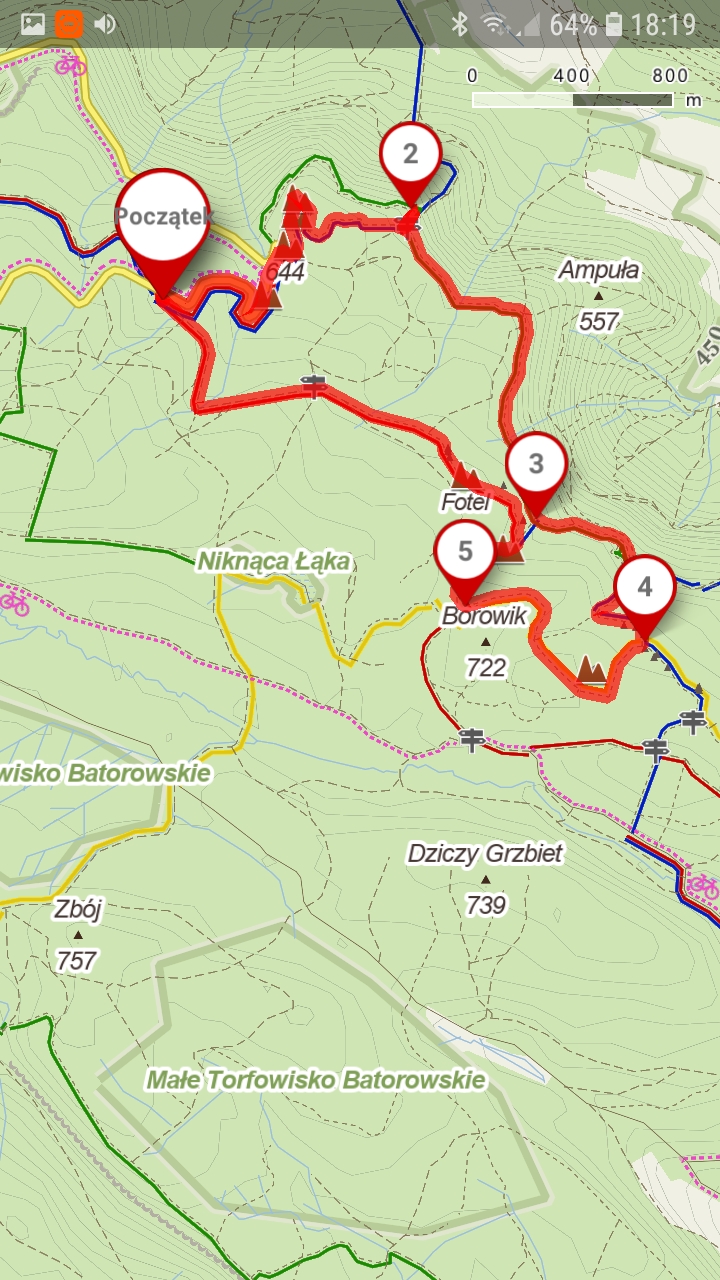 64% 18:19
0 400 800
m
2
Początek
644
Ampuła
557
450
3
Fotel
5
Niknąca Łąka
4
Borowik
722
wisko Batorowskie
Dziczy Grzbiet
739
Zbój
757
Małe Torfowisko Batorowskie